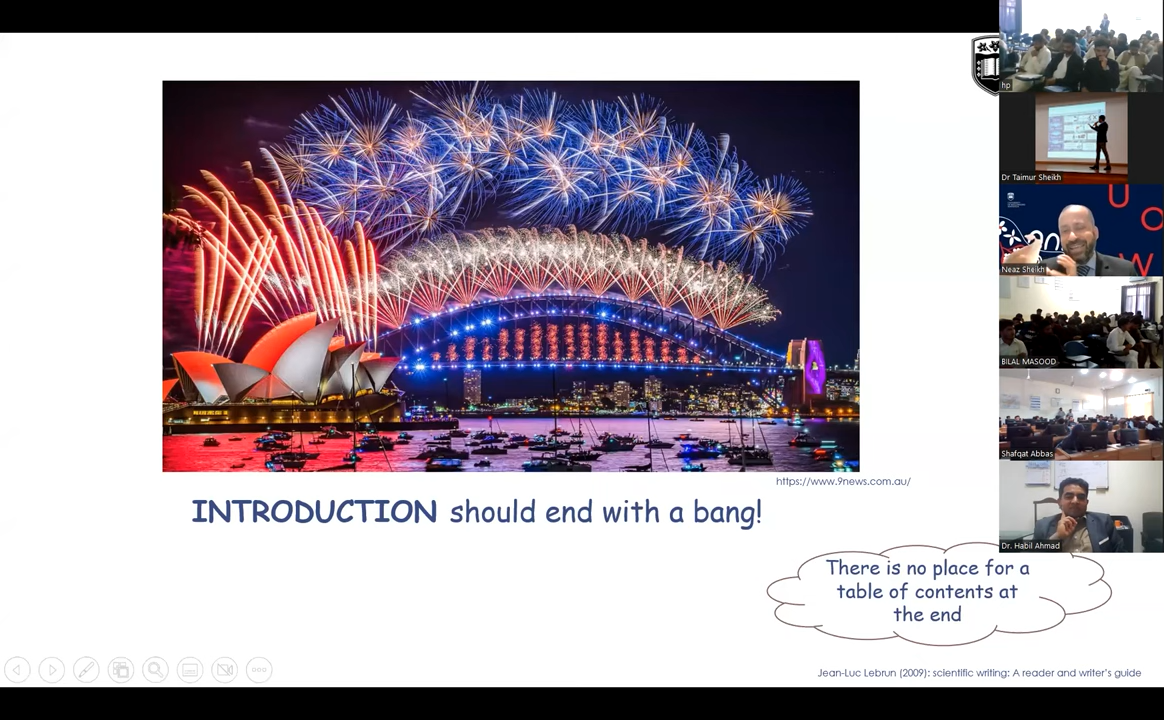 https://www.9news.com.au/
INTRODUCTION should end with a bang!
There is no place for a
table of contents at
the end
Jean-Luc Lebrun (2009): scientific writing: A reader and writer's guide
hp
Dr Taimur Sheikh
U
O
W
Neaz Sheikh
BILAL MASOOD
Shafqat Abbas
Dr. Habil Ahmad